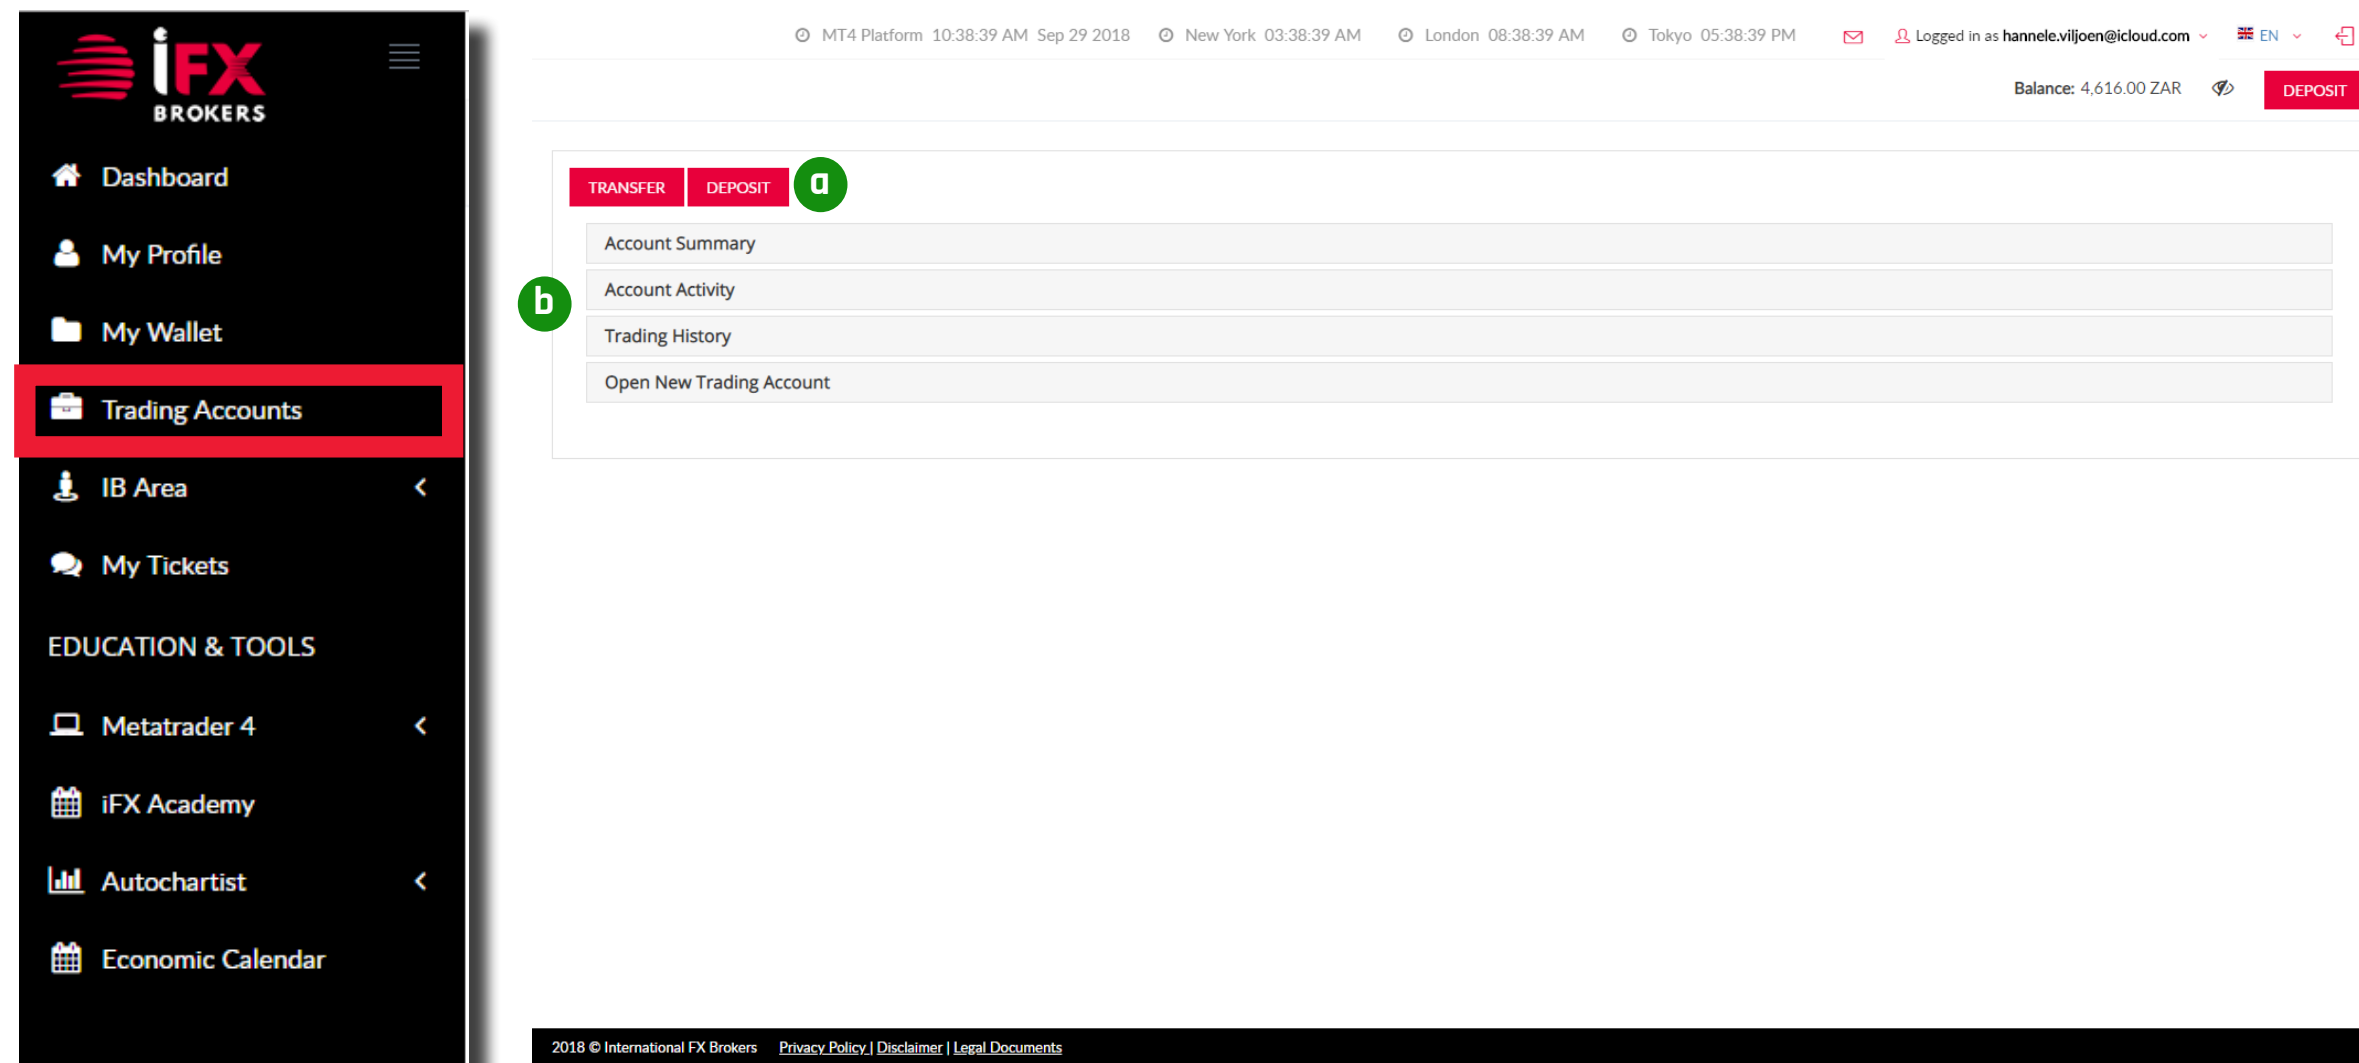 iFX
BROKERS
Dashboard
My Profile
My Wallet
Trading Accounts
IB Area
My Tickets
EDUCATION & TOOLS
Metatrader 4
iFX Academy
Autochartist
Economic Calendar
MT4 Platform 10:38:39 AM Sep 29 2018 New York 03:38:39 AM London 08:38:39 AM Tokyo 05:38:39 PM Logged in as hannele.viljoen@icloud.com EN
Balance: 4,616.00 ZAR DEPOSIT
TRANSFER DEPOSIT a
Account Summary
b
Account Activity
Trading History
Open New Trading Account
2018 © International FX Brokers Privacy Policy | Disclaimer | Legal Documents